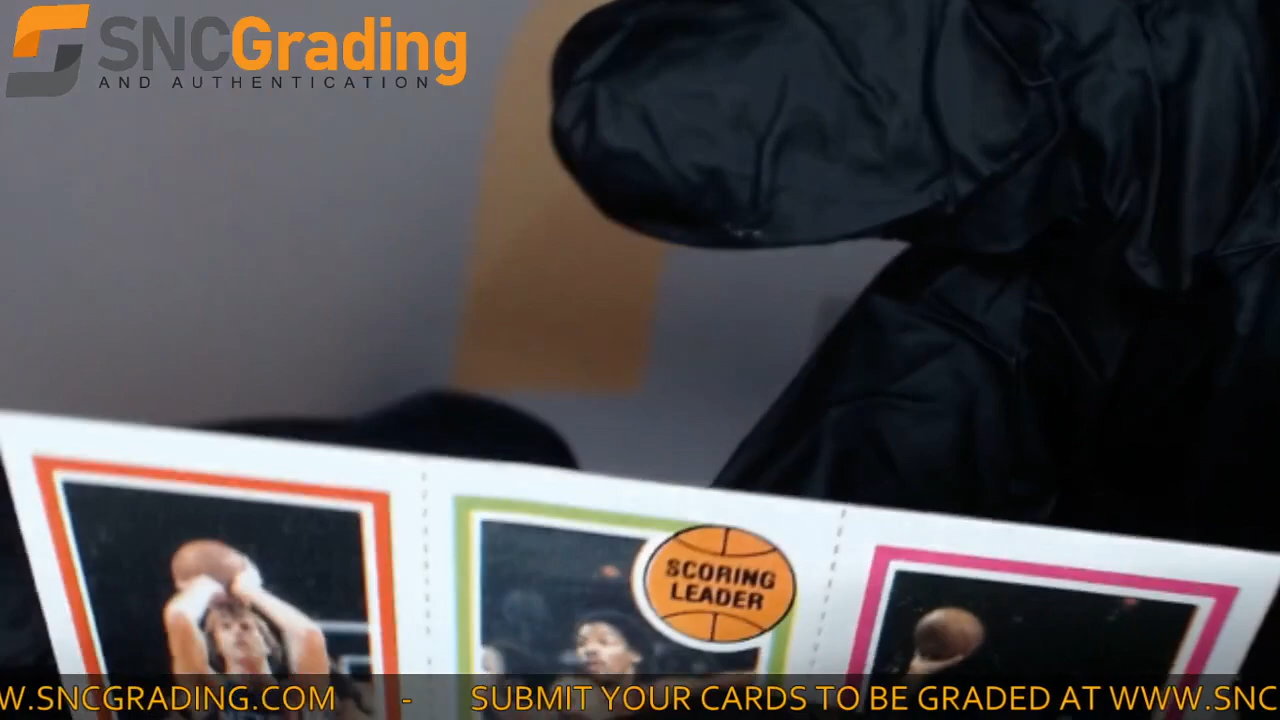 SNCGrading
AND AUTHENTICATION
SCORING
LEADER
W.SNCGRADING.COM - SUBMIT YOUR CARDS TO BE GRADED AT WWW.SNC